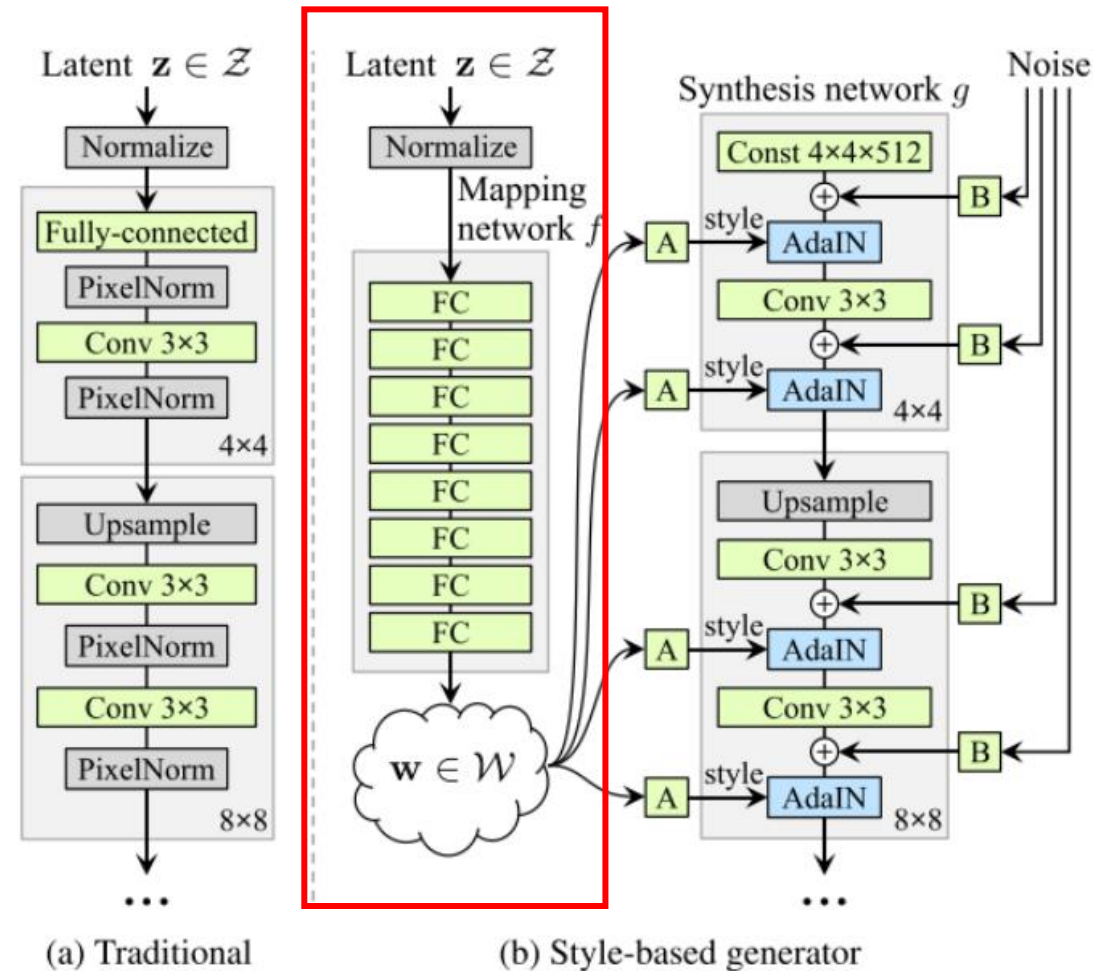 Latent z ∈ 𝒵
Normalize
Fully-connected
PixelNorm
Conv 3×3
PixelNorm
4×4
Upsample
Conv 3×3
PixelNorm
Conv 3×3
PixelNorm
8×8
...
(a) Traditional
Latent z ∈ 𝒵
Normalize
Mapping
network f
FC
FC
FC
FC
FC
FC
FC
FC
w ∈ 𝒲
A
style
A
style
A
style
A
style
Synthesis network g
Const 4×4×512
+
AdaIN
Conv 3×3
+
AdaIN
4×4
Upsample
Conv 3×3
+
AdaIN
Conv 3×3
+
AdaIN
8×8
...
Noise
B
B
B
B
(b) Style-based generator